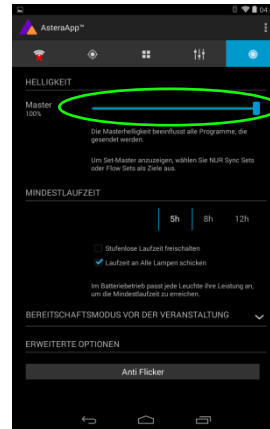 04
AsteraApp™
HELLIGKEIT
Master
100%
Die Masterhelligkeit beeinflusst alle Programme, die
gesendet werden.
Um Set-Master anzuzeigen, wählen Sie NUR Sync Sets
oder Flow Sets als Ziele aus.
MINDESTLAUFZEIT
5h 8h 12h
Stufenlose Laufzeit freischalten
Laufzeit an Alle Lampen schicken
Im Batteriebetrieb passt jede Leuchte ihre Leistung an,
um die Mindestlaufzeit zu erreichen.
BEREITSCHAFTSMODUS VOR DER VERANSTALTUNG
ERWEITERTE OPTIONEN
Anti Flicker